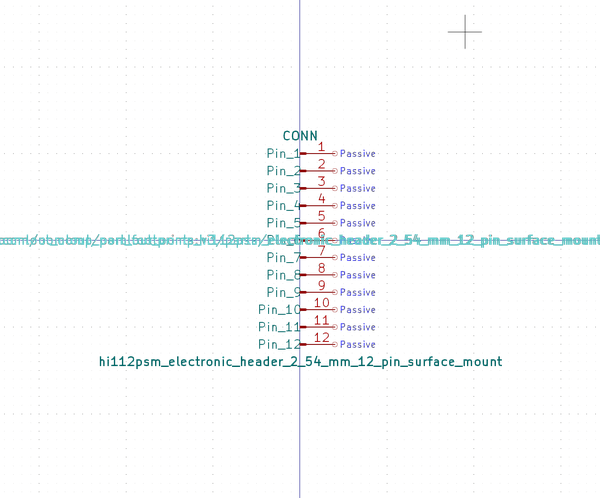 CONN
Pin_1 1 Passive
Pin_2 2 Passive
Pin_3 3 Passive
Pin_4 4 Passive
Pin_5 5 Passive
6
Pin_7 7 Passive
Pin_8 8 Passive
Pin_9 9 Passive
Pin_10 10 Passive
Pin_11 11 Passive
Pin_12 12 Passive
hi112psm_electronic_header_2_54_mm_12_pin_surface_mount